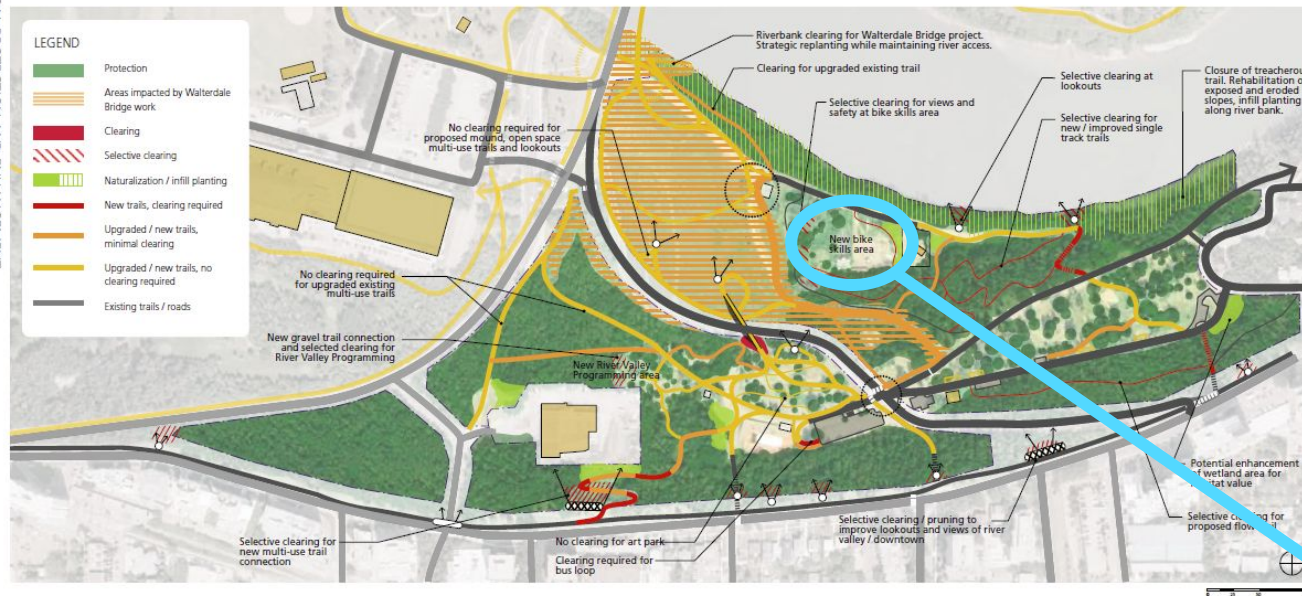 LEGEND
Protection
Areas impacted by Walterdale
Bridge work
Clearing
Selective clearing
Naturalization / infill planting
New trails, clearing required
Upgraded / new trails,
minimal clearing
Upgraded / new trails, no
clearing required
Existing trails / roads
Riverbank clearing for Walterdale Bridge project.
Strategic replanting while maintaining river access.
Clearing for upgraded existing trail
Selective clearing for views and
safety at bike skills area
Selective clearing at
lookouts
Selective clearing for
new / improved single
track trails
Closure of
trail. Rehabilitation
exposed and eroded
slopes, infill planting
along river bank.
No clearing required for
proposed mound, open space
multi-use trails and lookouts
New bike
skills area
No clearing required
for upgraded existing
multi-use trails
New gravel trail connection
and selected clearing for
River Valley Programming
New River Valley
Programming area
Potential enhancement
of wetland area for
value
Selective
proposed
Selective clearing / pruning to
improve lookouts and views of river
valley / downtown
Selective clearing for
new multi-use trail
connection
No clearing for art park
Clearing required for
bus loop